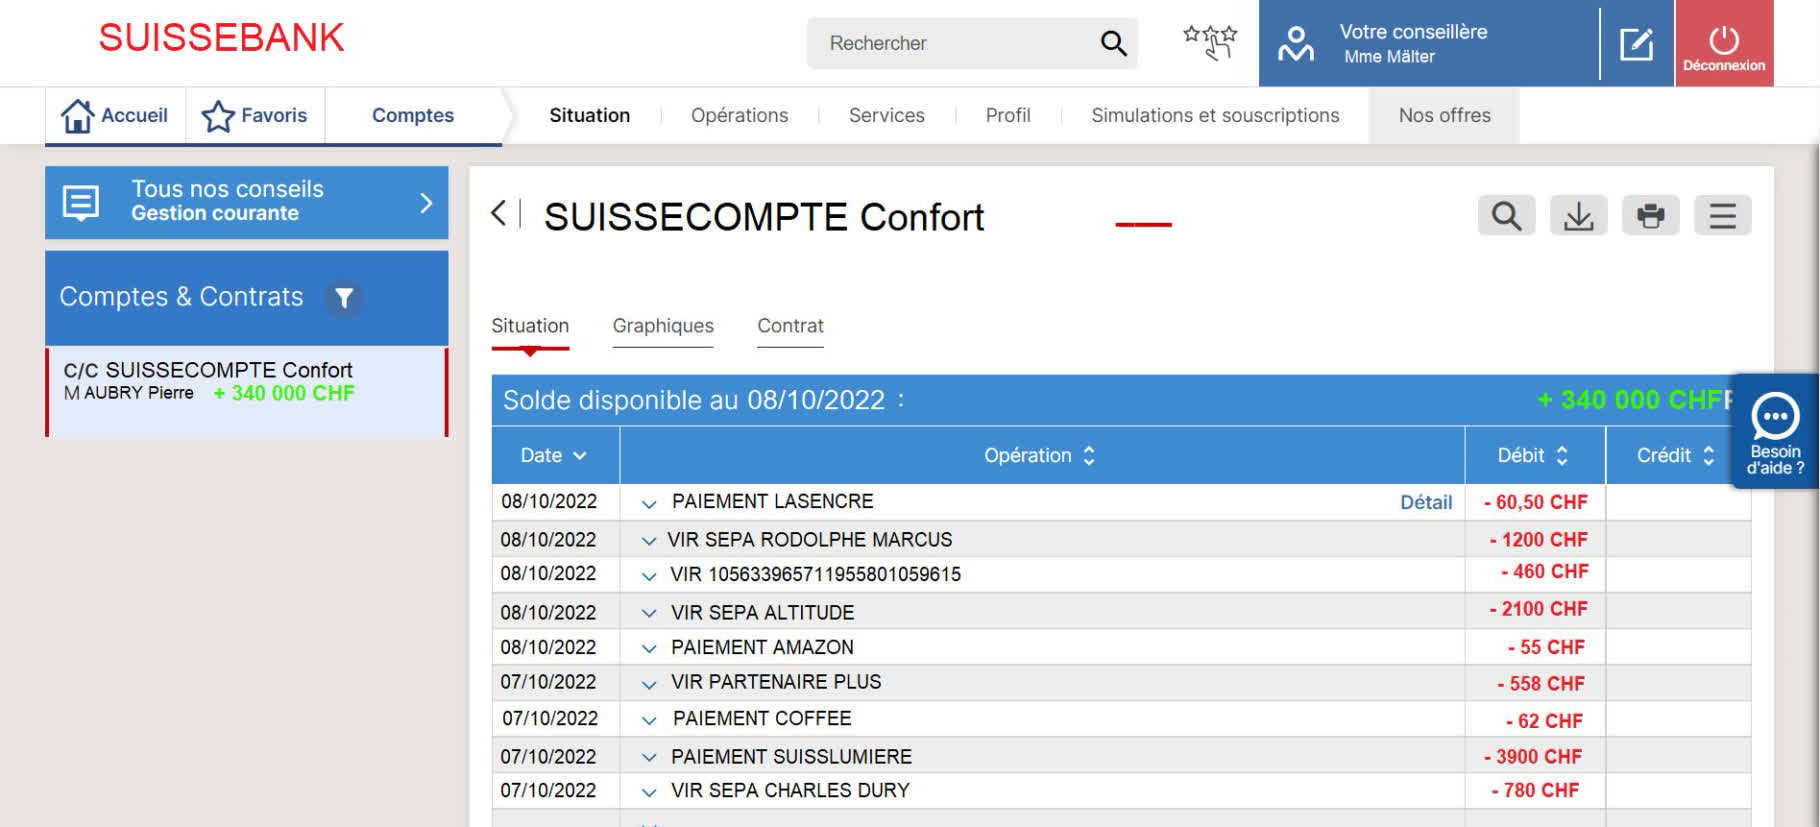 SUISSEBANK
Rechercher
Votre conseillère
Mme Mälter
Déconnexion
Accueil
Favoris
Comptes
Situation
Opérations
Services
Profil
Simulations et souscriptions
Nos offres
Tous nos conseils
Gestion courante
Comptes & Contrats
C/C SUISSECOMPTE Confort
M AUBRY Pierre + 340 000 CHF
SUISSECOMPTE Confort
Situation
Graphiques
Contrat
Solde disponible au 08/10/2022 : + 340 000 CHF
Date Opération Débit Crédit
08/10/2022 PAIEMENT LASENCRE Détail - 60,50 CHF
08/10/2022 VIR SEPA RODOLPHE MARCUS - 1200 CHF
08/10/2022 VIR 105633965711955801059615 - 460 CHF
08/10/2022 VIR SEPA ALTITUDE - 2100 CHF
08/10/2022 PAIEMENT AMAZON - 55 CHF
07/10/2022 VIR PARTENAIRE PLUS - 558 CHF
07/10/2022 PAIEMENT COFFEE - 62 CHF
07/10/2022 PAIEMENT SUISSLUMIERE - 3900 CHF
07/10/2022 VIR SEPA CHARLES DURY - 780 CHF
Besoin
d'aide ?